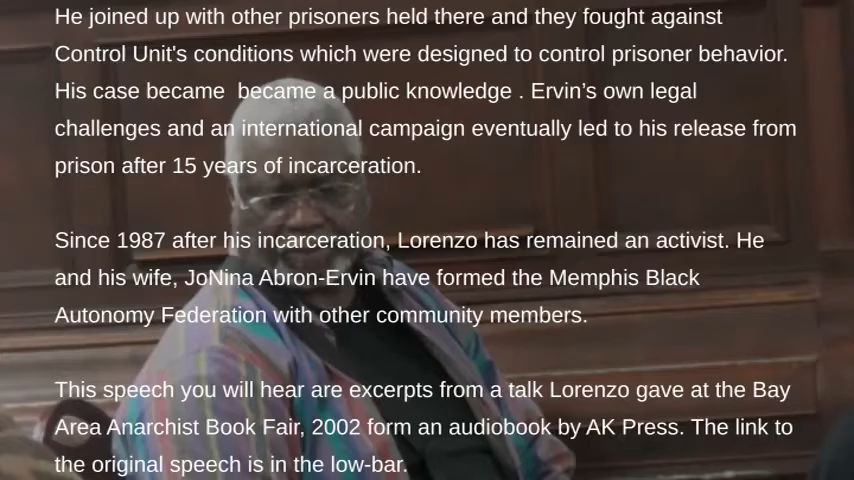 He joined up with other prisoners held there and they fought against
Control Unit's conditions which were designed to control prisoner behavior.
His case became  became a public knowledge . Ervin’s own legal
challenges and an international campaign eventually led to his release from
prison after 15 years of incarceration.
Since 1987 after his incarceration, Lorenzo has remained an activist. He
and his wife, JoNina Abron-Ervin have formed the Memphis Black
Autonomy Federation with other community members.
This speech you will hear are excerpts from a talk Lorenzo gave at the Bay
Area Anarchist Book Fair, 2002 form an audiobook by AK Press. The link to
the original speech is in the low-bar.